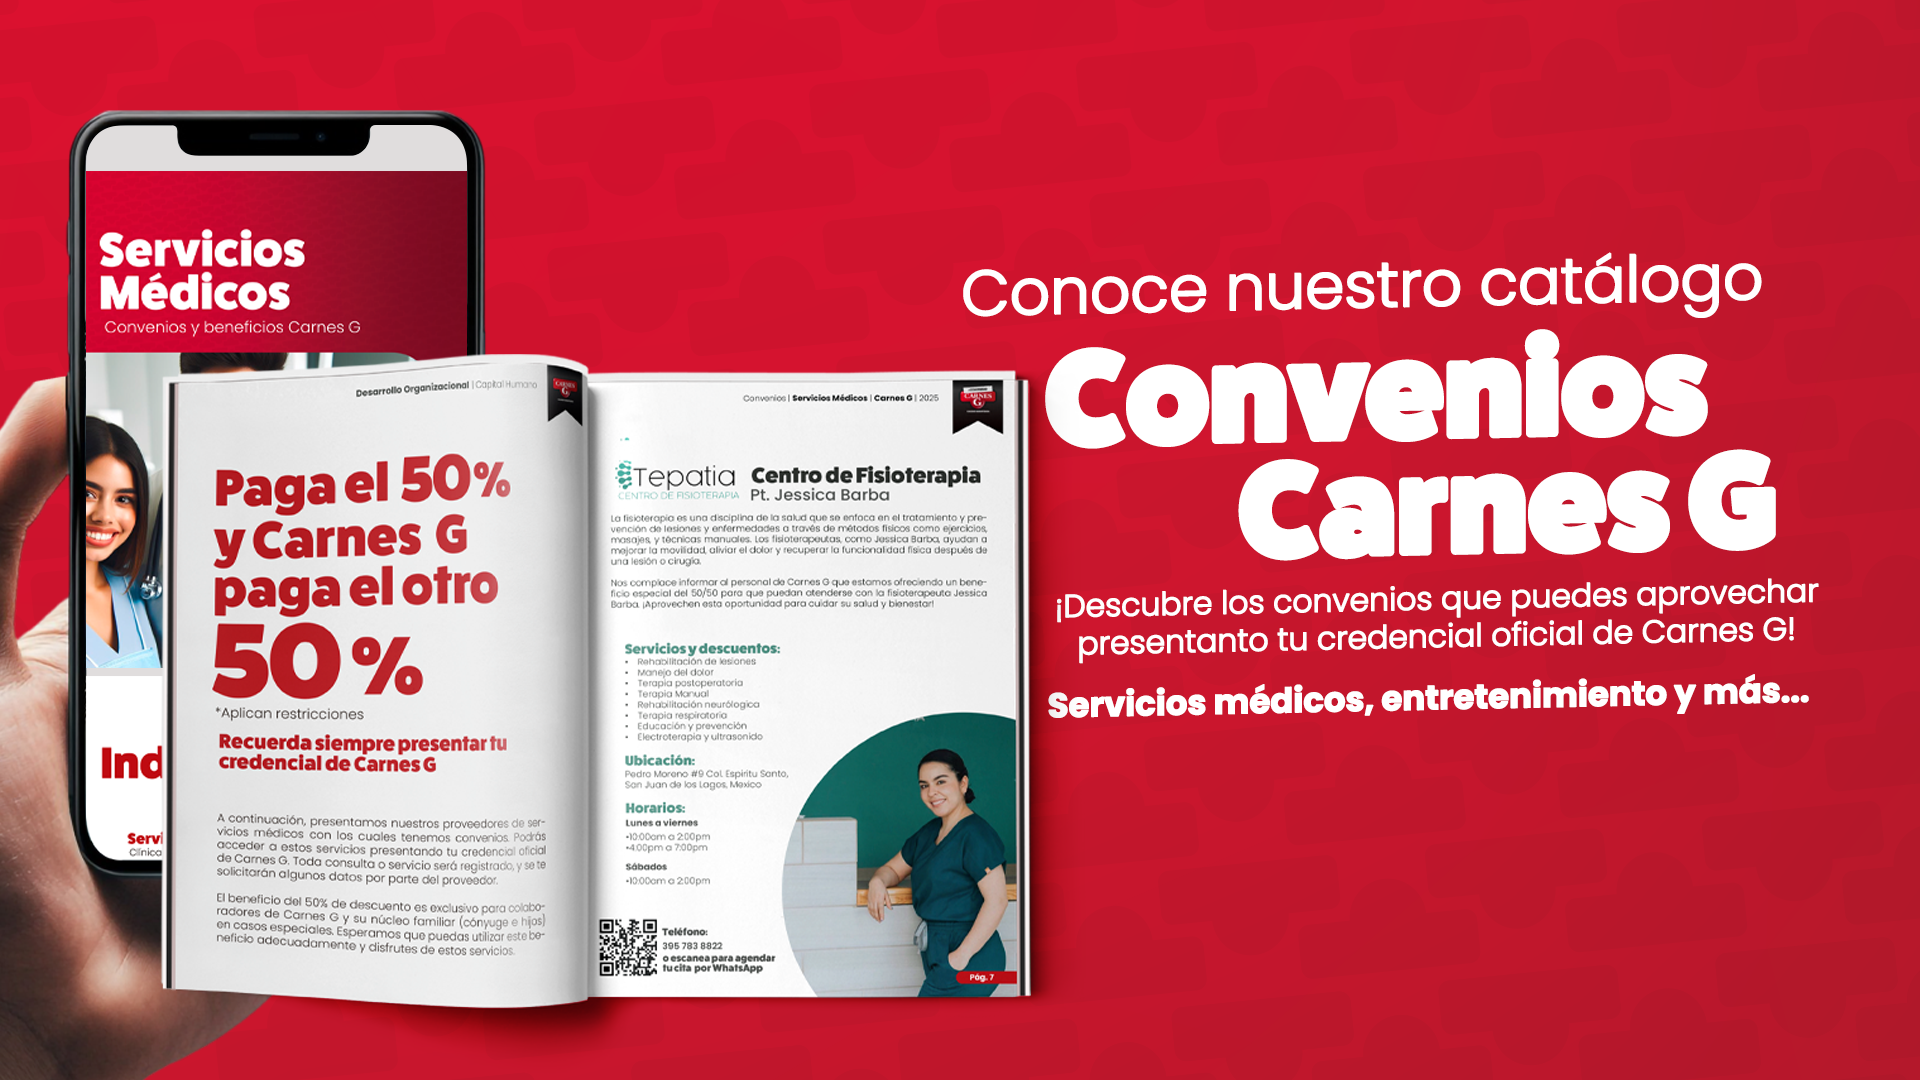 Servicios
Médicos
Convenios y beneficios Carnes G
Ind
Servi
Clínica
Desarrollo Organizacional | Capital Humano
CARNES
G
Paga el 50%
y Carnes G
paga el otro
50%
*Aplican restricciones
Recuerda siempre presentar tu
credencial de Carnes G
A continuación, presentamos nuestros proveedores de ser-
vicios médicos con los cuales tenemos convenios. Podrás
acceder a estos servicios presentando tu credencial oficial
de Carnes G. Toda consulta o servicio será registrado, y se te
solicitarán algunos datos por parte del proveedor.
El beneficio del 50% de descuento es exclusivo para colabo-
radores de Carnes G y su núcleo familiar (cónyuge e hijos)
en casos especiales. Esperamos que puedas utilizar este be-
neficio adecuadamente y disfrutes de estos servicios.
Convenios | Servicios Médicos | Carnes G | 2025
CARNES
G
Tepatia
CENTRO DE FISIOTERAPIA
Centro de Fisioterapia
Pt. Jessica Barba
La fisioterapia es una disciplina de la salud que se enfoca en el tratamiento y pre-
vención de lesiones y enfermedades a través de métodos físicos como ejercicios,
masajes, y técnicas manuales. Los fisioterapeutas, como Jessica Barba, ayudan a
mejorar la movilidad, aliviar el dolor y recuperar la funcionalidad física después de
una lesión o cirugía.
Nos complace informar al personal de Carnes G que estamos ofreciendo un bene-
ficio especial del 50/50 para que puedan atenderse con la fisioterapeuta Jessica
Barba. ¡Aprovechen esta oportunidad para cuidar su salud y bienestar!
Servicios y descuentos:
• Rehabilitación de lesiones
• Manejo del dolor
• Terapia postoperatoria
• Terapia Manual
• Rehabilitación neurólogica
• Terapia respiratoria
• Educación y prevención
• Electroterapia y ultrasonido
Ubicación:
Pedro Moreno #9 Col. Espiritu Santo,
San Juan de los Lagos, Mexico
Horarios:
Lunes a viernes
•10:00am a 2:00pm
•4:00pm a 7:00pm
Sábados
•10:00am a 2:00pm
Teléfono:
395 783 8822
o escanea para agendar
tu cita por WhatsApp
Pág. 7
Conoce nuestro catálogo
Convenios
Carnes G
¡Descubre los convenios que puedes aprovechar
presentanto tu credencial oficial de Carnes G!
Servicios médicos, entretenimiento y más...